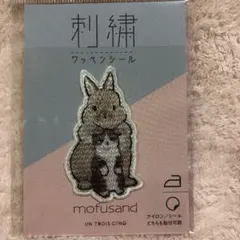 刺繍
ワッペンシール
mofusand
UN TROIS CINQ
アイロン/シール
どちらも貼付可能